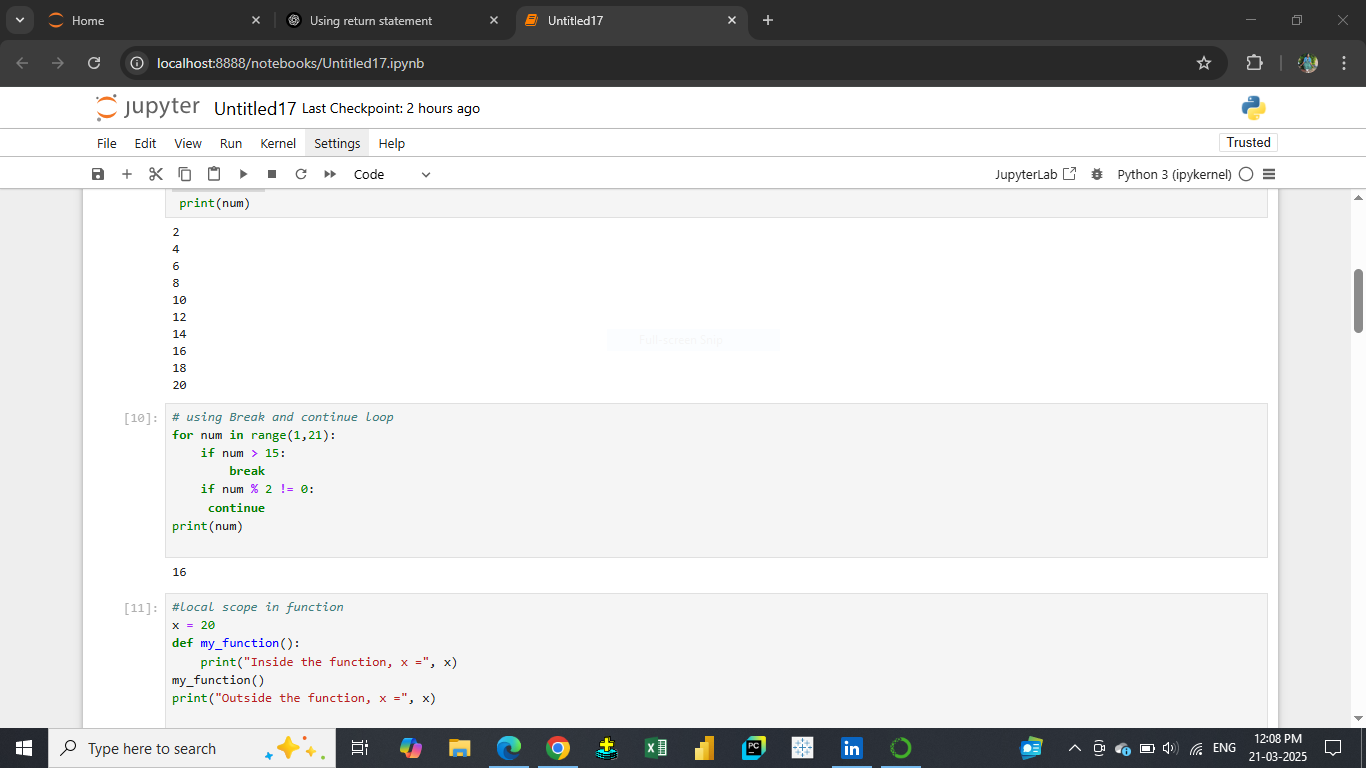 Home
Using return statement
Untitled17
localhost:8888/notebooks/Untitled17.ipynb
jupyter Untitled17 Last Checkpoint: 2 hours ago
File Edit View Run Kernel Settings Help
Trusted
Code
JupyterLab
Python 3 (ipykernel)
print(num)
2
4
6
8
10
12
14
16
18
20
Full-screen Snip
[10]:
# using Break and continue loop
for num in range(1,21):
    if num > 15:
        break
    if num % 2 != 0:
     continue
print(num)
16
[11]:
#local scope in function
x = 20
def my_function():
    print("Inside the function, x =", x)
my_function()
print("Outside the function, x =", x)
Type here to search
PC
in
ENG
12:08 PM
21-03-2025